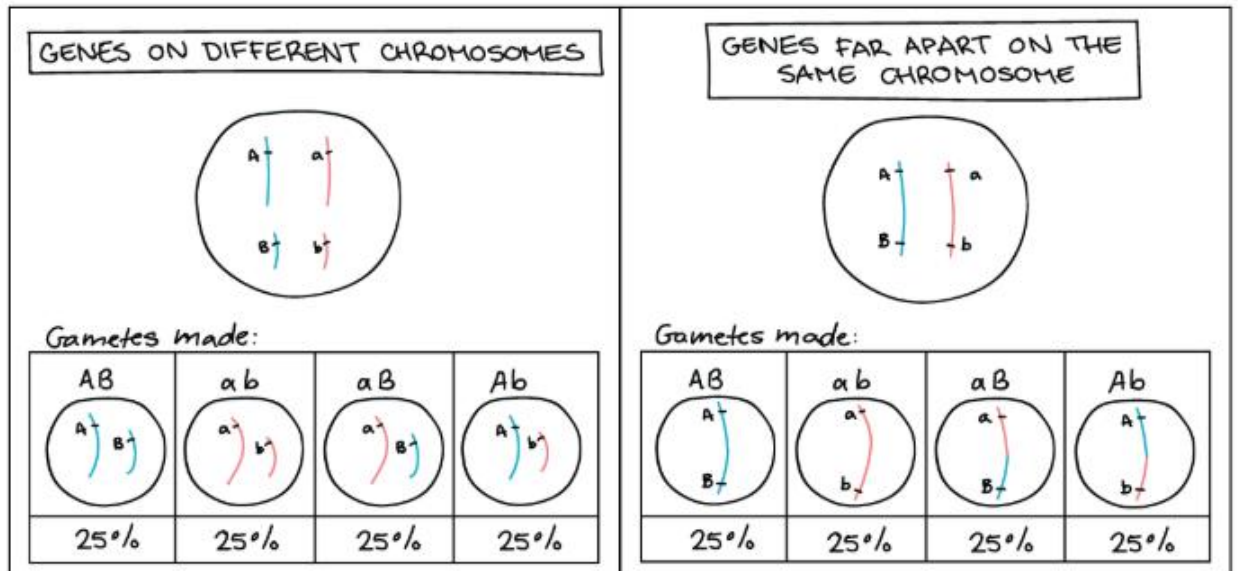 GENES ON DIFFERENT CHROMOSOMES
A a
B b
Gametes made:
AB ab aB Ab
A B a b a B A b
25% 25% 25% 25%
GENES FAR APART ON THE
SAME CHROMOSOME
A a
B b
Gametes made:
AB ab aB Ab
A a a A
B b B b
25% 25% 25% 25%